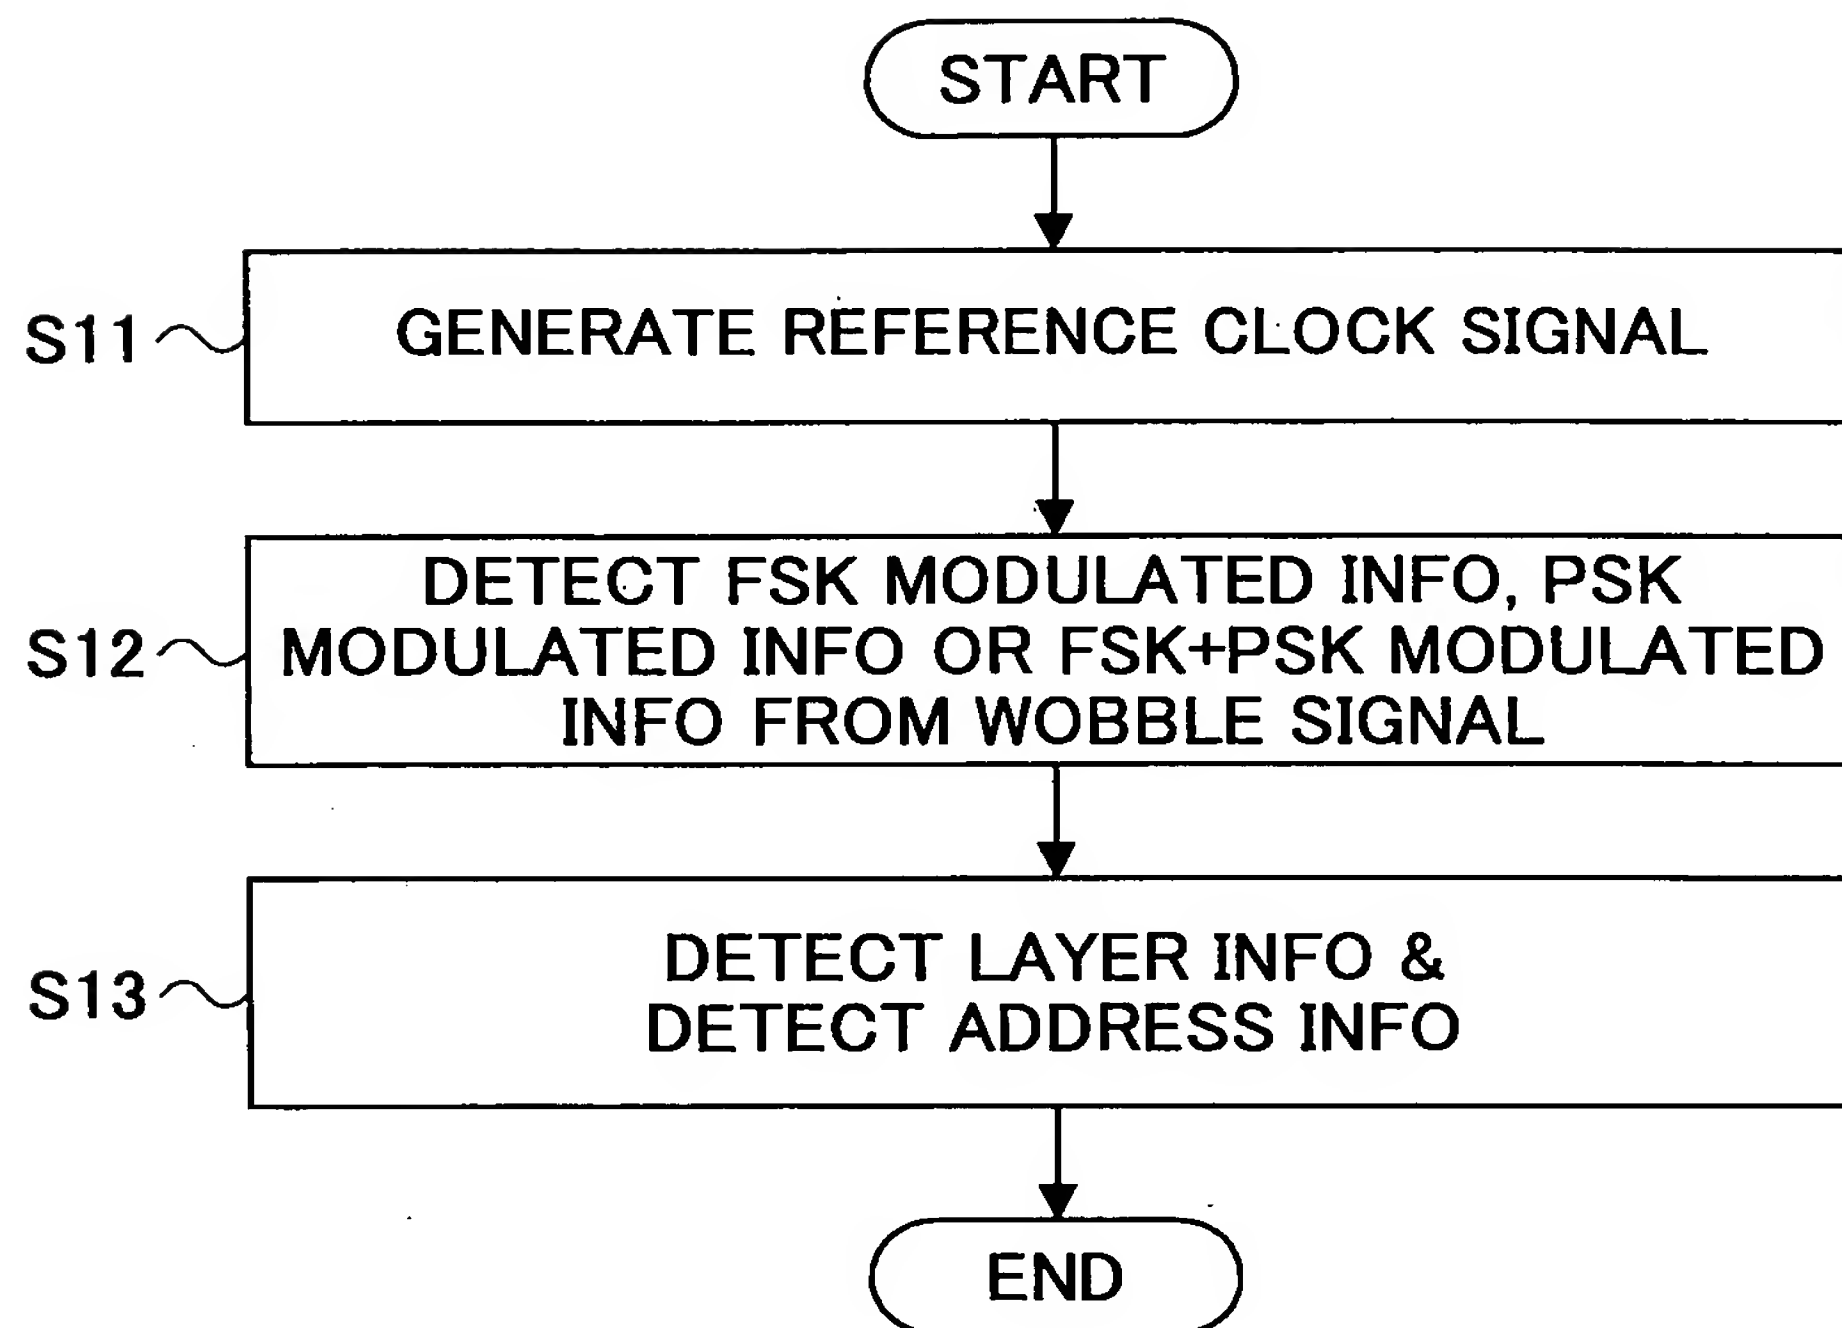 START
S11
GENERATE REFERENCE CLOCK SIGNAL
S12
DETECT FSK MODULATED INFO, PSK
MODULATED INFO OR FSK+PSK MODULATED
INFO FROM WOBBLE SIGNAL
S13
DETECT LAYER INFO &
DETECT ADDRESS INFO
END